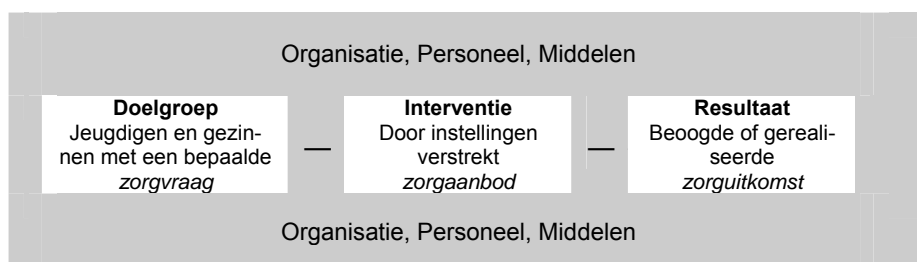 Organisatie, Personeel, Middelen
Doelgroep
Jeugdigen en gezin-
nen met een bepaalde
zorgvraag
—
Interventie
Door instellingen
verstrekt
zorgaanbod
—
Resultaat
Beoogde of gereali-
seerde
zorguitkomst
Organisatie, Personeel, Middelen